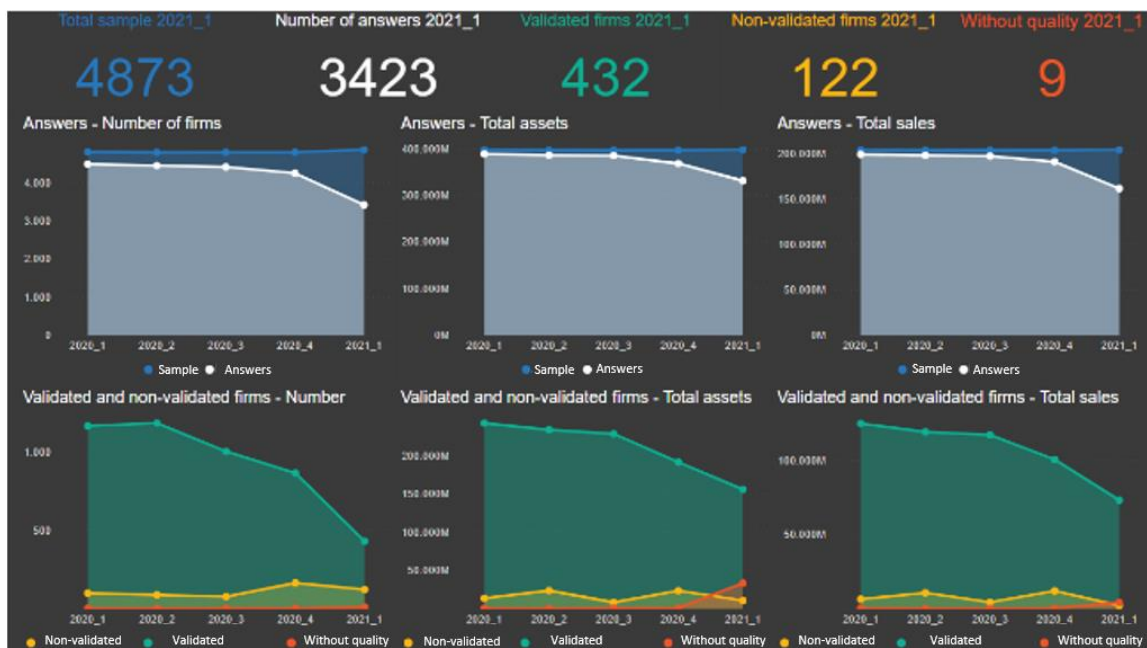 Total sample 2021_1 Number of answers 2021_1 Validated firms 2021_1 Non-validated firms 2021_1 Without quality 2021_1
4873 3423 432 122 9
Answers - Number of firms
4.000
3.000
2.000
1.000
0
2020_1 2020_2 2020_3 2020_4 2021_1
Sample Answers
Answers - Total assets
400.000M
300.000M
200.000M
100.000M
0M
2020_1 2020_2 2020_3 2020_4 2021_1
Sample Answers
Answers - Total sales
200.000M
150.000M
100.000M
50.000M
0M
2020_1 2020_2 2020_3 2020_4 2021_1
Sample Answers
Validated and non-validated firms - Number
1.000
500
2020_1 2020_2 2020_3 2020_4 2021_1
Non-validated Validated Without quality
Validated and non-validated firms - Total assets
200.000M
150.000M
100.000M
50.000M
2020_1 2020_2 2020_3 2020_4 2021_1
Non-validated Validated Without quality
Validated and non-validated firms - Total sales
100.000M
50.000M
2020_1 2020_2 2020_3 2020_4 2021_1
Non-validated Validated Without quality